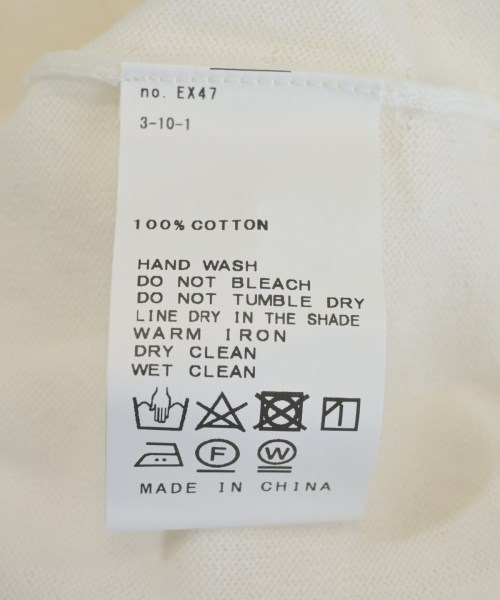 no. EX47
3-10-1
100% COTTON
HAND WASH
DO NOT BLEACH
DO NOT TUMBLE DRY
LINE DRY IN THE SHADE
WARM IRON
DRY CLEAN
WET CLEAN
F W
MADE IN CHINA